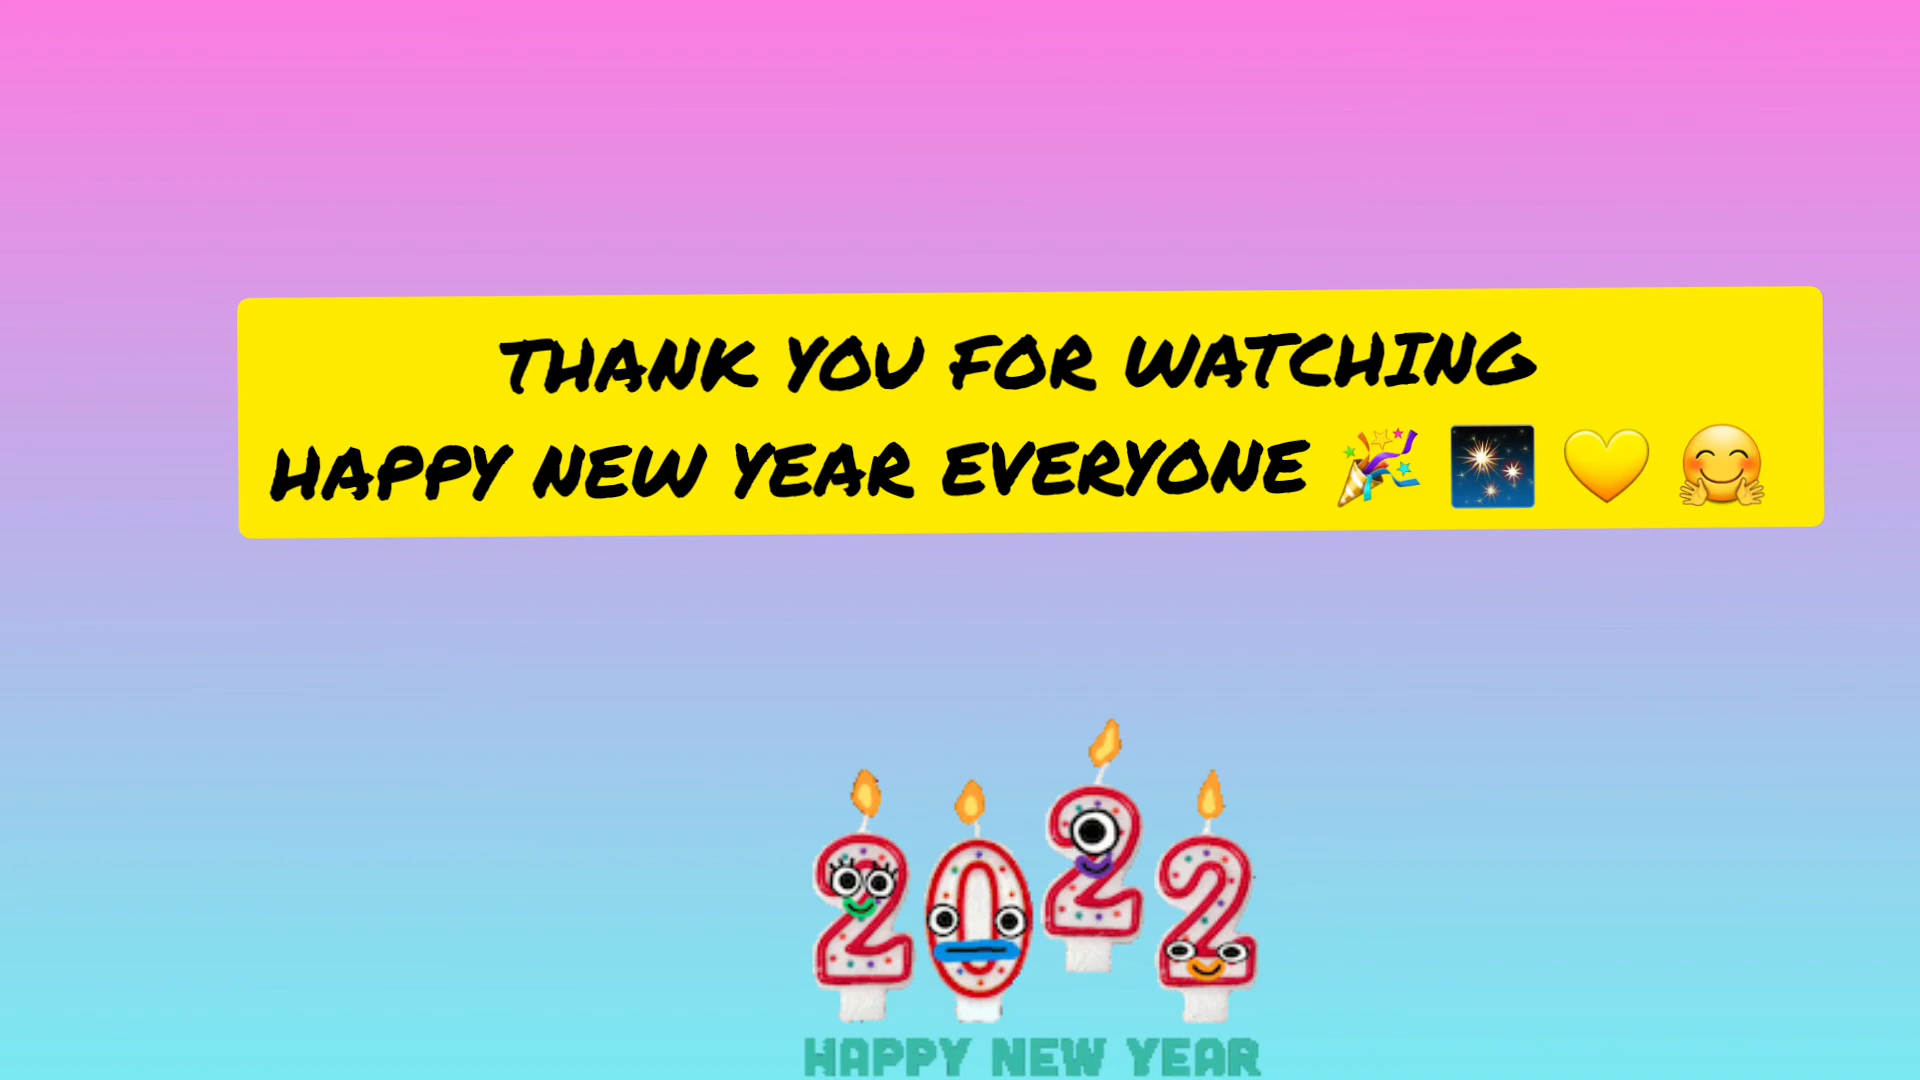 THANK YOU FOR WATCHING
HAPPY NEW YEAR EVERYONE 🎉 🎇 💛 🤗
2022
HAPPY NEW YEAR